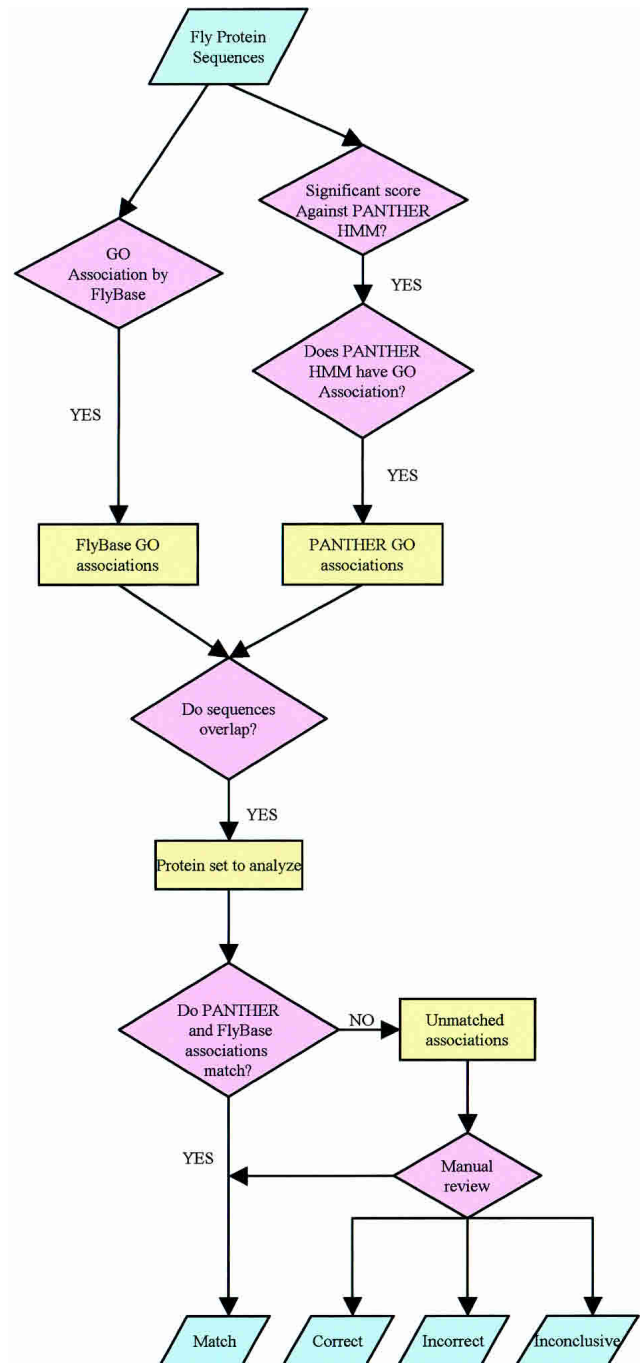 Fly Protein
Sequences
Significant score
Against PANTHER
HMM?
GO
Association by
FlyBase
YES
Does PANTHER
HMM have GO
Association?
YES
YES
FlyBase GO
associations
PANTHER GO
associations
Do sequences
overlap?
YES
Protein set to analyze
Do PANTHER
and FlyBase
associations
match?
NO
Unmatched
associations
YES
Manual
review
Match
Correct
Incorrect
Inconclusive